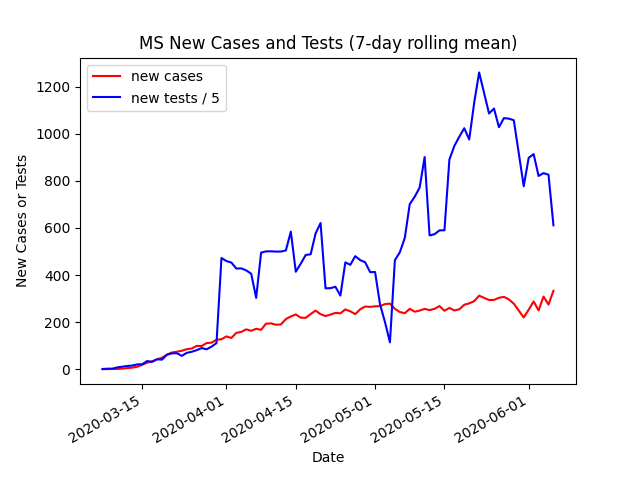 MS New Cases and Tests (7-day rolling mean)
new cases
new tests / 5
1200
1000
800
600
400
200
0
New Cases or Tests
2020-03-15
2020-04-01
2020-04-15
2020-05-01
2020-05-15
2020-06-01
Date